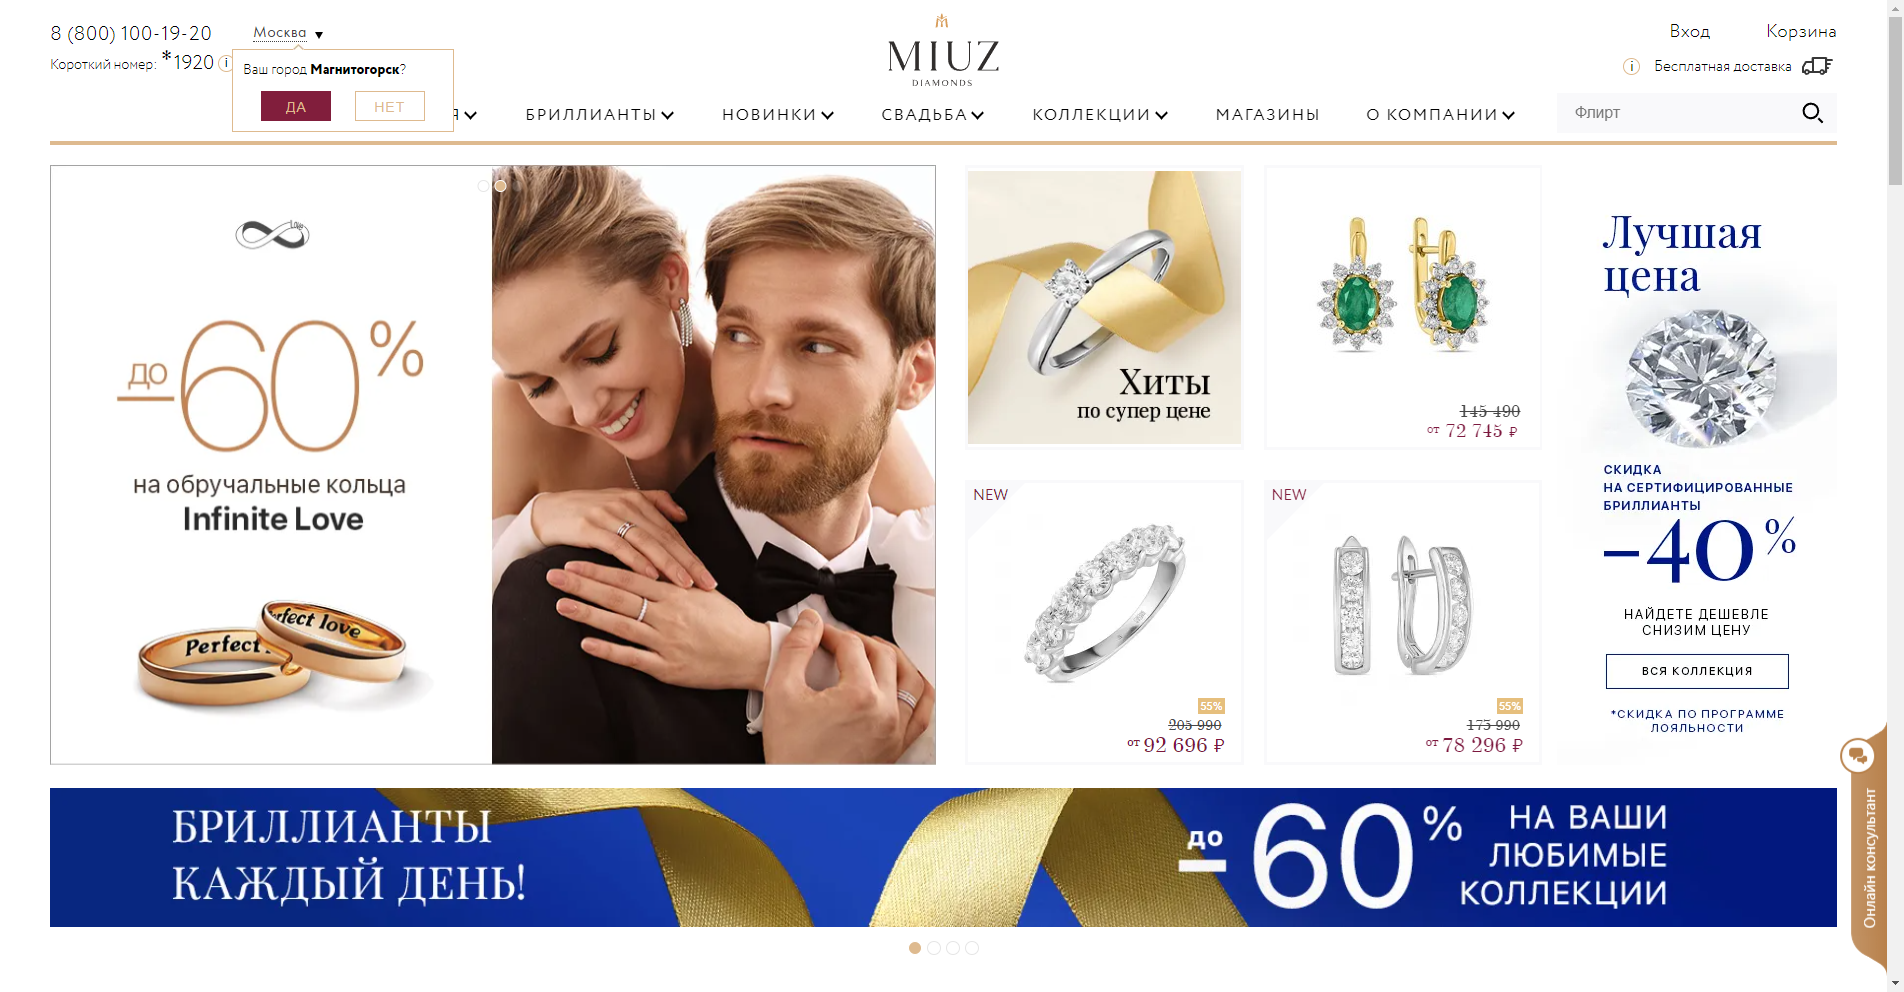 8 (800) 100-19-20
Москва
Короткий номер: *1920
Ваш город Магнитогорск?
ДА
НЕТ
MIUZ
DIAMONDS
Вход
Корзина
Бесплатная доставка
Я
БРИЛЛИАНТЫ
НОВИНКИ
СВАДЬБА
КОЛЛЕКЦИИ
МАГАЗИНЫ
О КОМПАНИИ
Флирт
Love
до
−60%
на обручальные кольца
Infinite Love
Perfect
rfect love
Хиты
по супер цене
145 490
от 72 745 ₽
NEW
55%
205 990
от 92 696 ₽
NEW
55%
173 990
от 78 296 ₽
Лучшая
цена
СКИДКА
НА СЕРТИФИЦИРОВАННЫЕ
БРИЛЛИАНТЫ
−40%
НАЙДЕТЕ ДЕШЕВЛЕ
СНИЗИМ ЦЕНУ
ВСЯ КОЛЛЕКЦИЯ
*СКИДКА ПО ПРОГРАММЕ
ЛОЯЛЬНОСТИ
БРИЛЛИАНТЫ
КАЖДЫЙ ДЕНЬ!
до
−60%
НА ВАШИ
ЛЮБИМЫЕ
КОЛЛЕКЦИИ
Онлайн консультант